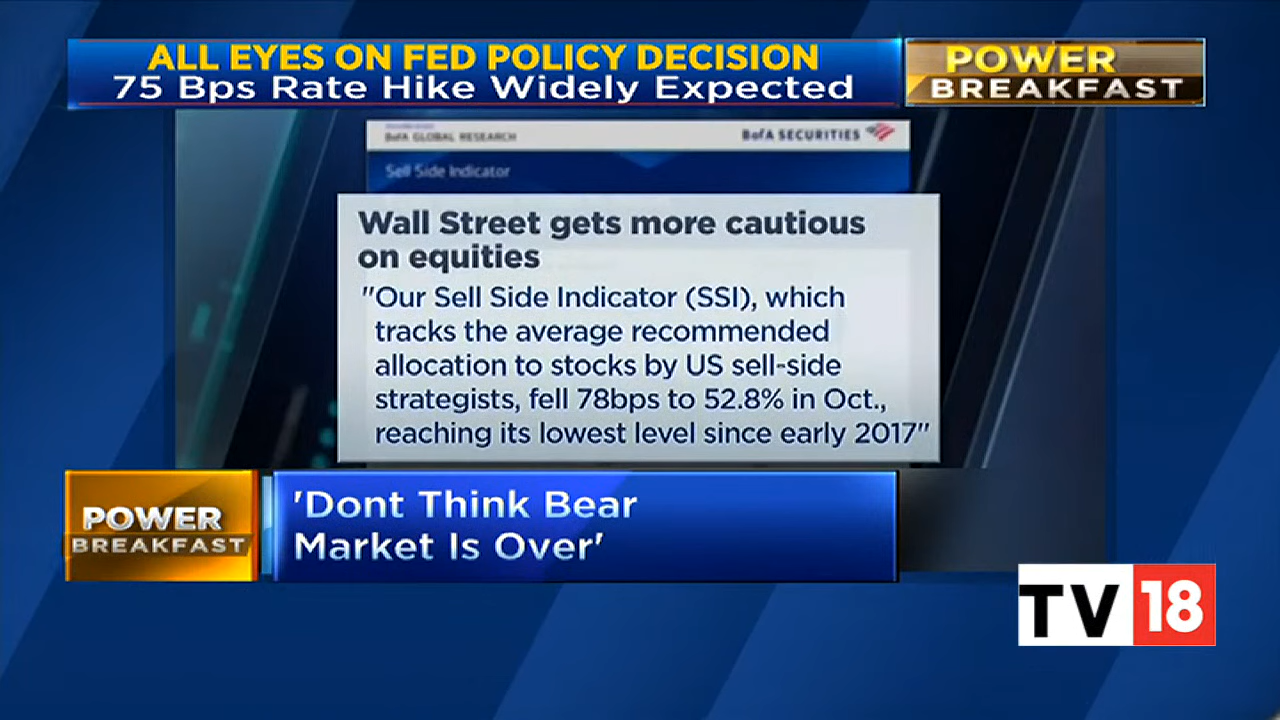 ALL EYES ON FED POLICY DECISION
75 Bps Rate Hike Widely Expected
POWER
BREAKFAST
BofA GLOBAL RESEARCH
BofA SECURITIES
Sell Side Indicator
Wall Street gets more cautious
on equities
"Our Sell Side Indicator (SSI), which
tracks the average recommended
allocation to stocks by US sell-side
strategists, fell 78bps to 52.8% in Oct.,
reaching its lowest level since early 2017"
POWER
BREAKFAST
'Dont Think Bear
Market Is Over'
TV18